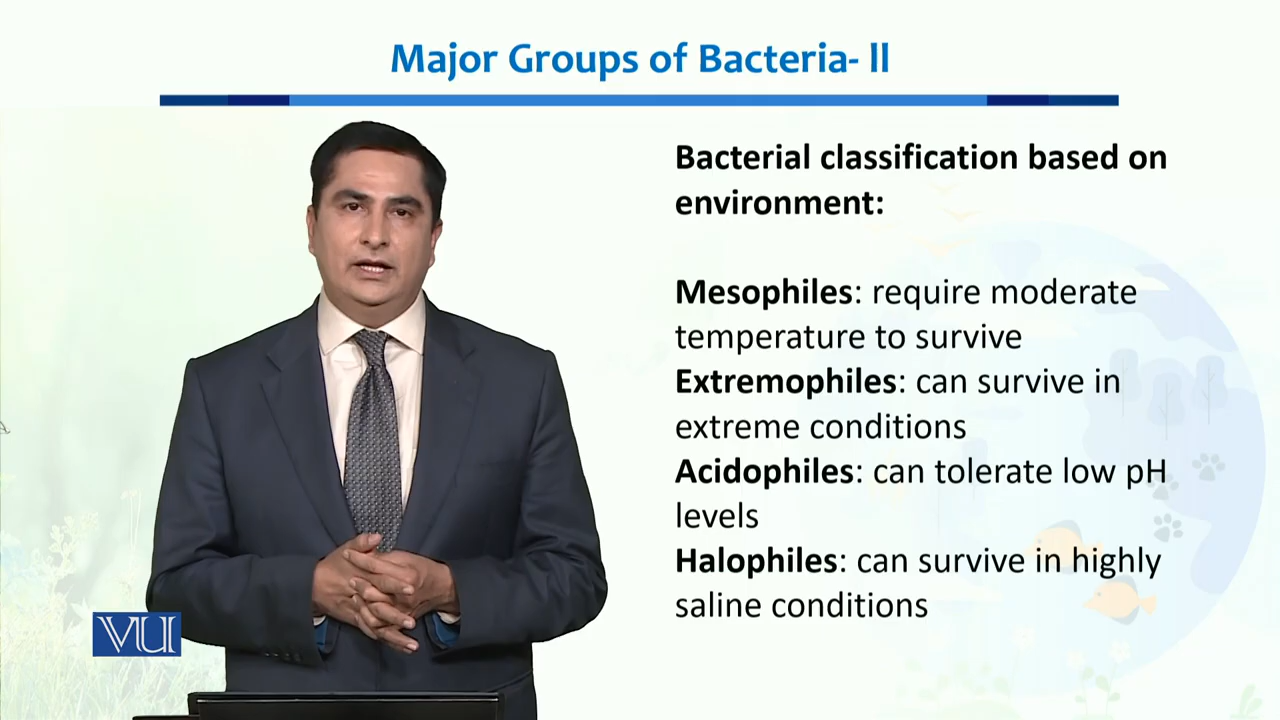 Major Groups of Bacteria- ll
Bacterial classification based on
environment:
Mesophiles: require moderate
temperature to survive
Extremophiles: can survive in
extreme conditions
Acidophiles: can tolerate low pH
levels
Halophiles: can survive in highly
saline conditions
VU